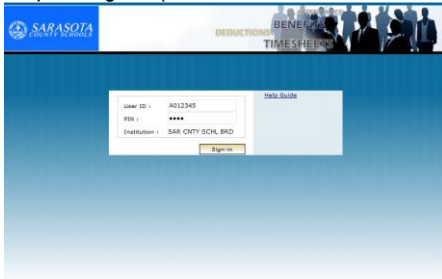 SARASOTA
COUNTY SCHOOLS
DEDUCTIONS
BENEFITS
TIMESHEETS
User ID : A012345
PIN : ••••
Institution : SAR CNTY SCHL BRD
Sign-in
Help Guide